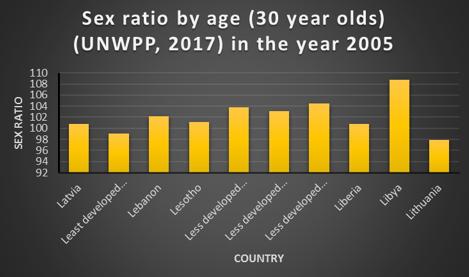 Sex ratio by age (30 year olds)
(UNWPP, 2017) in the year 2005
SEX RATIO
110
108
106
104
102
100
98
96
94
92
Latvia
Least developed...
Lebanon
Lesotho
Less developed...
Less developed...
Less developed...
Liberia
Libya
Lithuania
COUNTRY